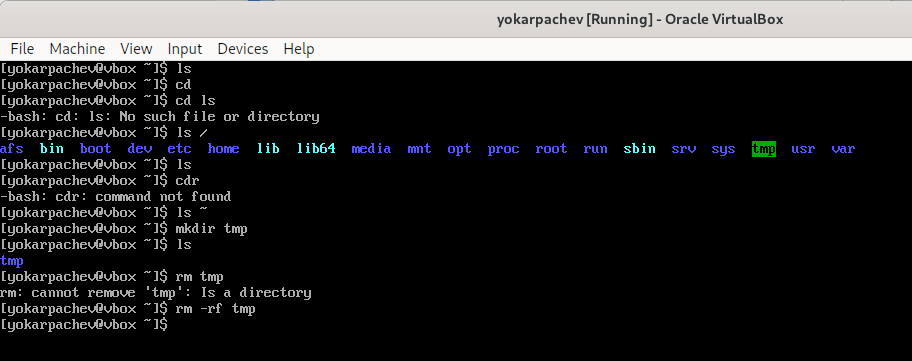 yokarpachev [Running] - Oracle VirtualBox
File Machine View Input Devices Help
[yokarpachev@vbox ~]$ ls
[yokarpachev@vbox ~]$ cd
[yokarpachev@vbox ~]$ cd ls
-bash: cd: ls: No such file or directory
[yokarpachev@vbox ~]$ ls /
afs bin boot dev etc home lib lib64 media mnt opt proc root run sbin srv sys tmp usr var
[yokarpachev@vbox ~]$ ls
[yokarpachev@vbox ~]$ cdr
-bash: cdr: command not found
[yokarpachev@vbox ~]$ ls ~
[yokarpachev@vbox ~]$ mkdir tmp
[yokarpachev@vbox ~]$ ls
tmp
[yokarpachev@vbox ~]$ rm tmp
rm: cannot remove 'tmp': Is a directory
[yokarpachev@vbox ~]$ rm -rf tmp
[yokarpachev@vbox ~]$